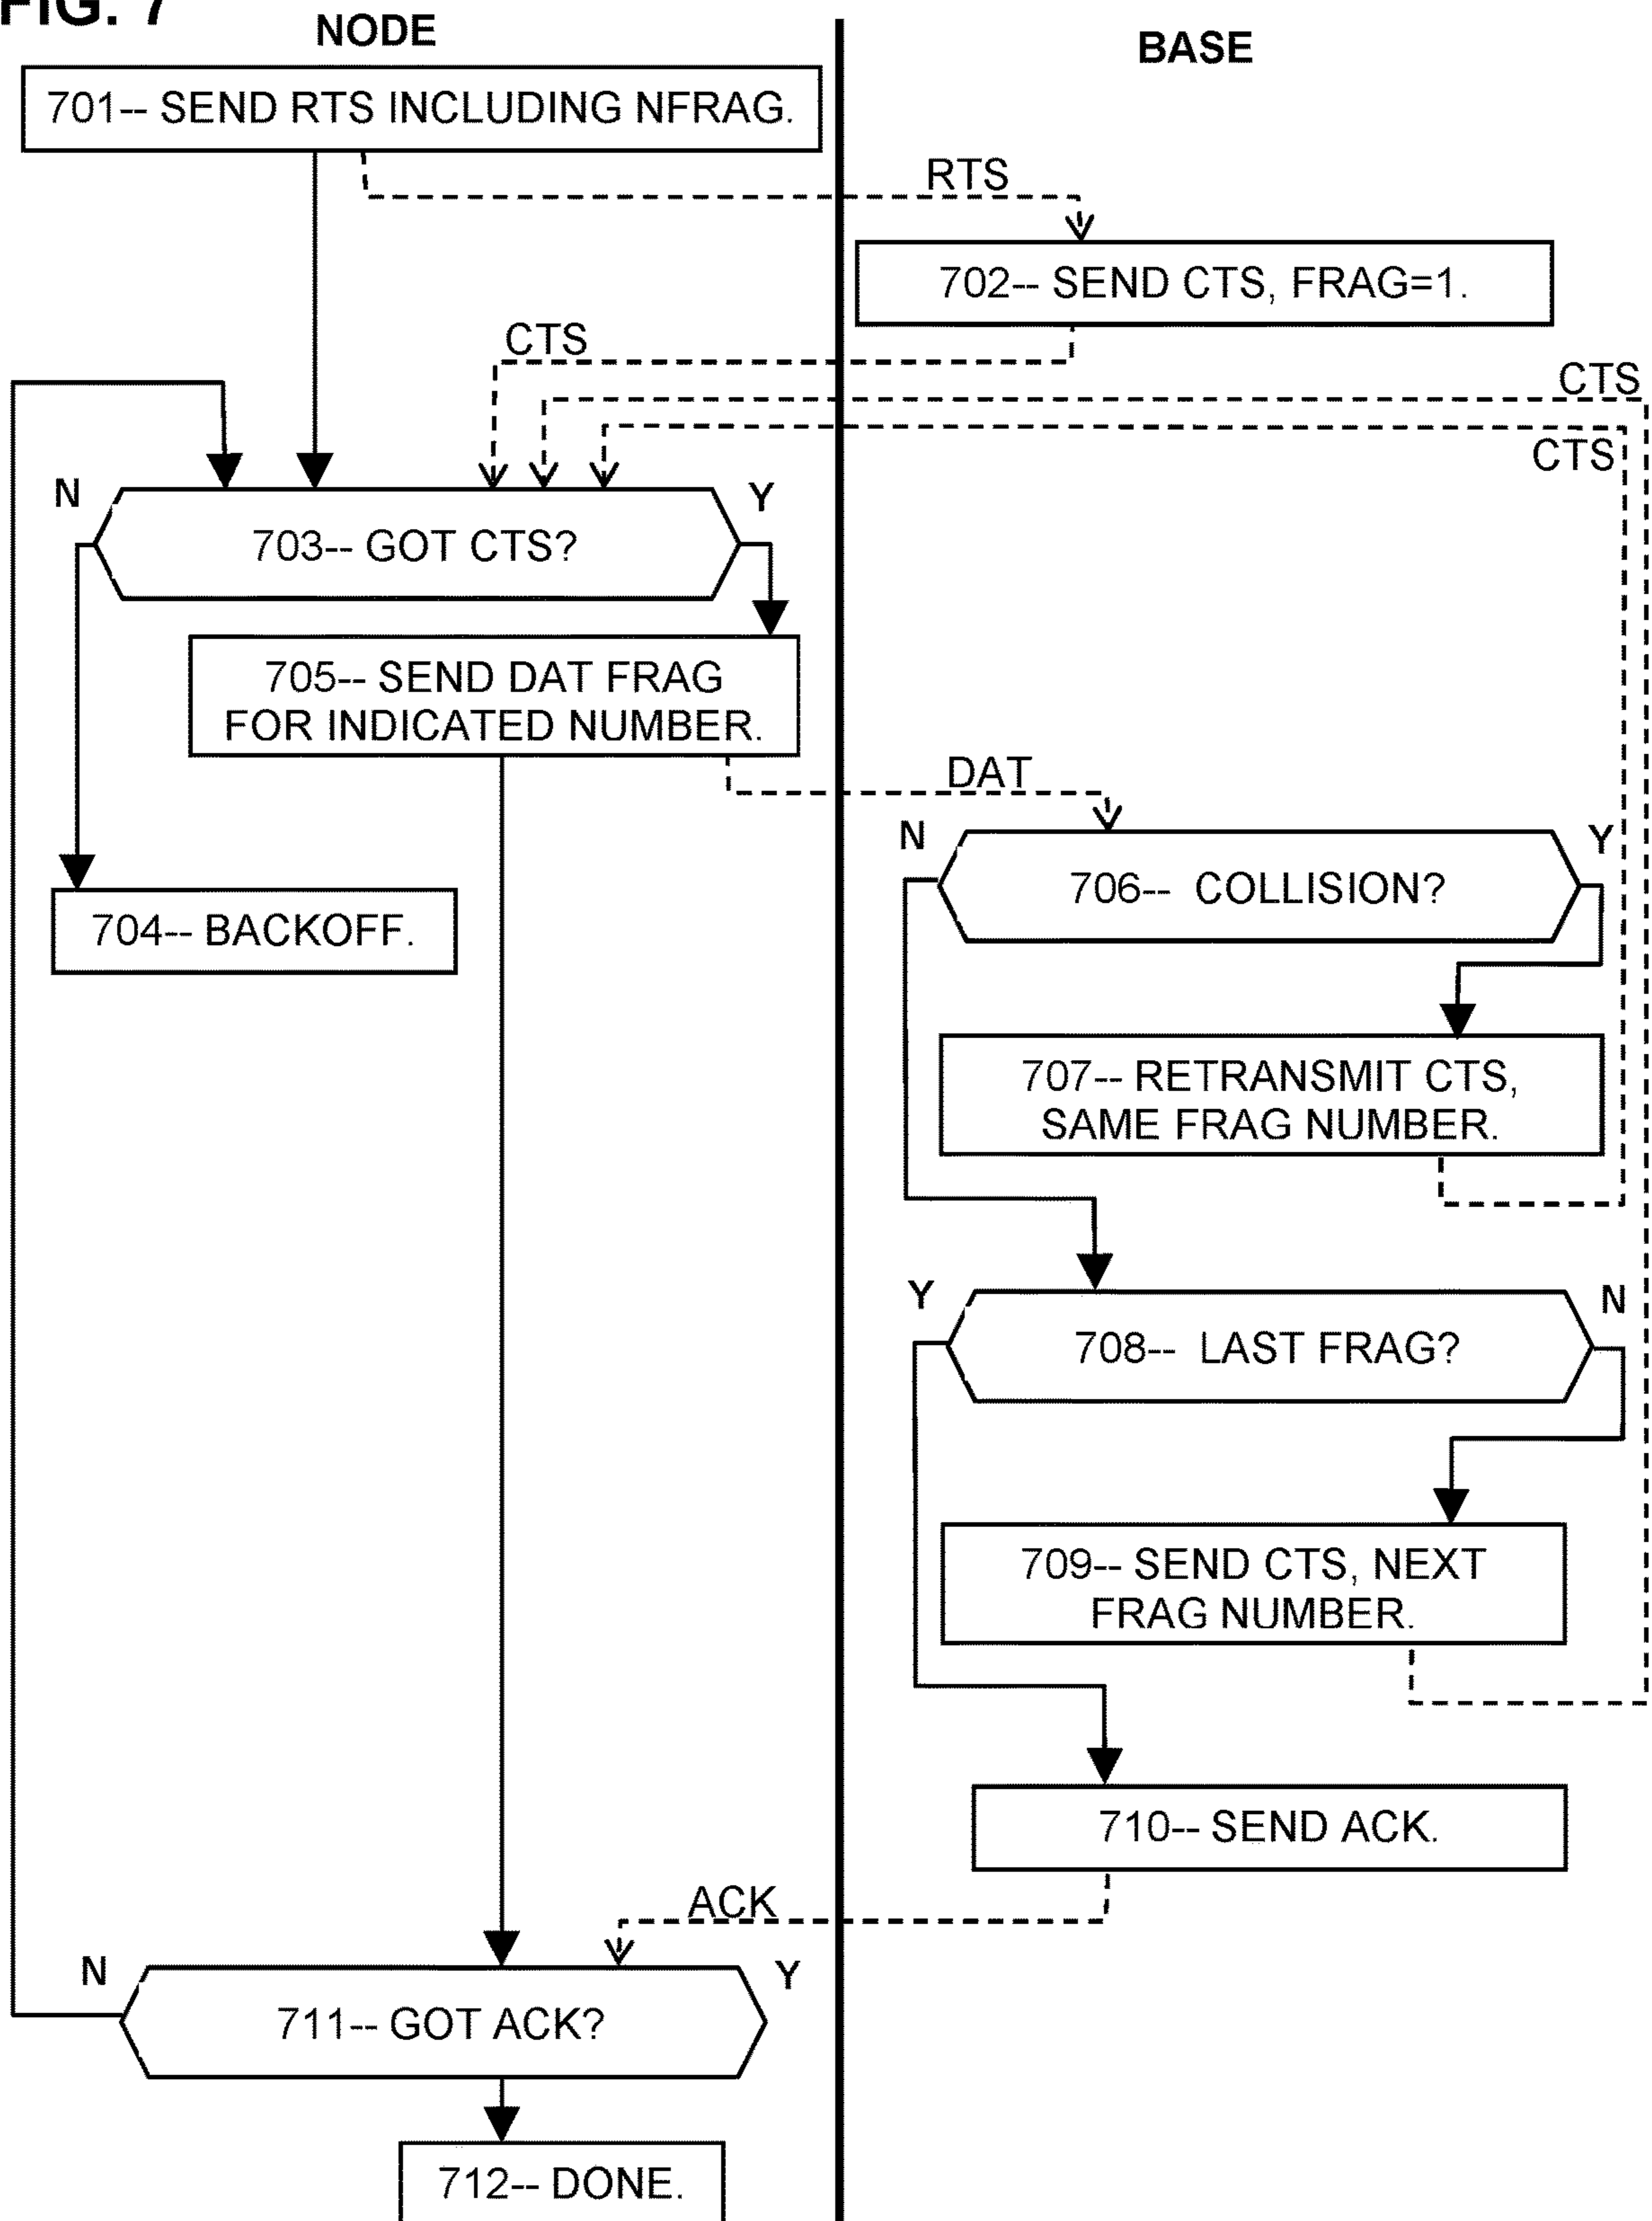 FIG. 7
NODE
BASE
701-- SEND RTS INCLUDING NFRAG.
RTS
702-- SEND CTS, FRAG=1.
CTS
CTS
CTS
N
Y
703-- GOT CTS?
705-- SEND DAT FRAG
FOR INDICATED NUMBER.
DAT
N
Y
706-- COLLISION?
704-- BACKOFF.
707-- RETRANSMIT CTS,
SAME FRAG NUMBER.
Y
N
708-- LAST FRAG?
709-- SEND CTS, NEXT
FRAG NUMBER.
710-- SEND ACK.
ACK
N
Y
711-- GOT ACK?
712-- DONE.